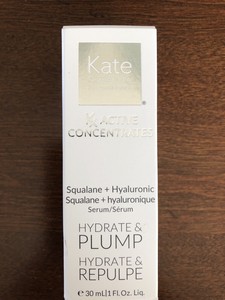 Kate
Kx ACTIVE
CONCENTRATES
Squalane + Hyaluronic
Squalane + hyaluronique
Serum/Sérum
HYDRATE &
PLUMP
HYDRATE &
REPULPE
e 30 mL|1 Fl. Oz. Liq.